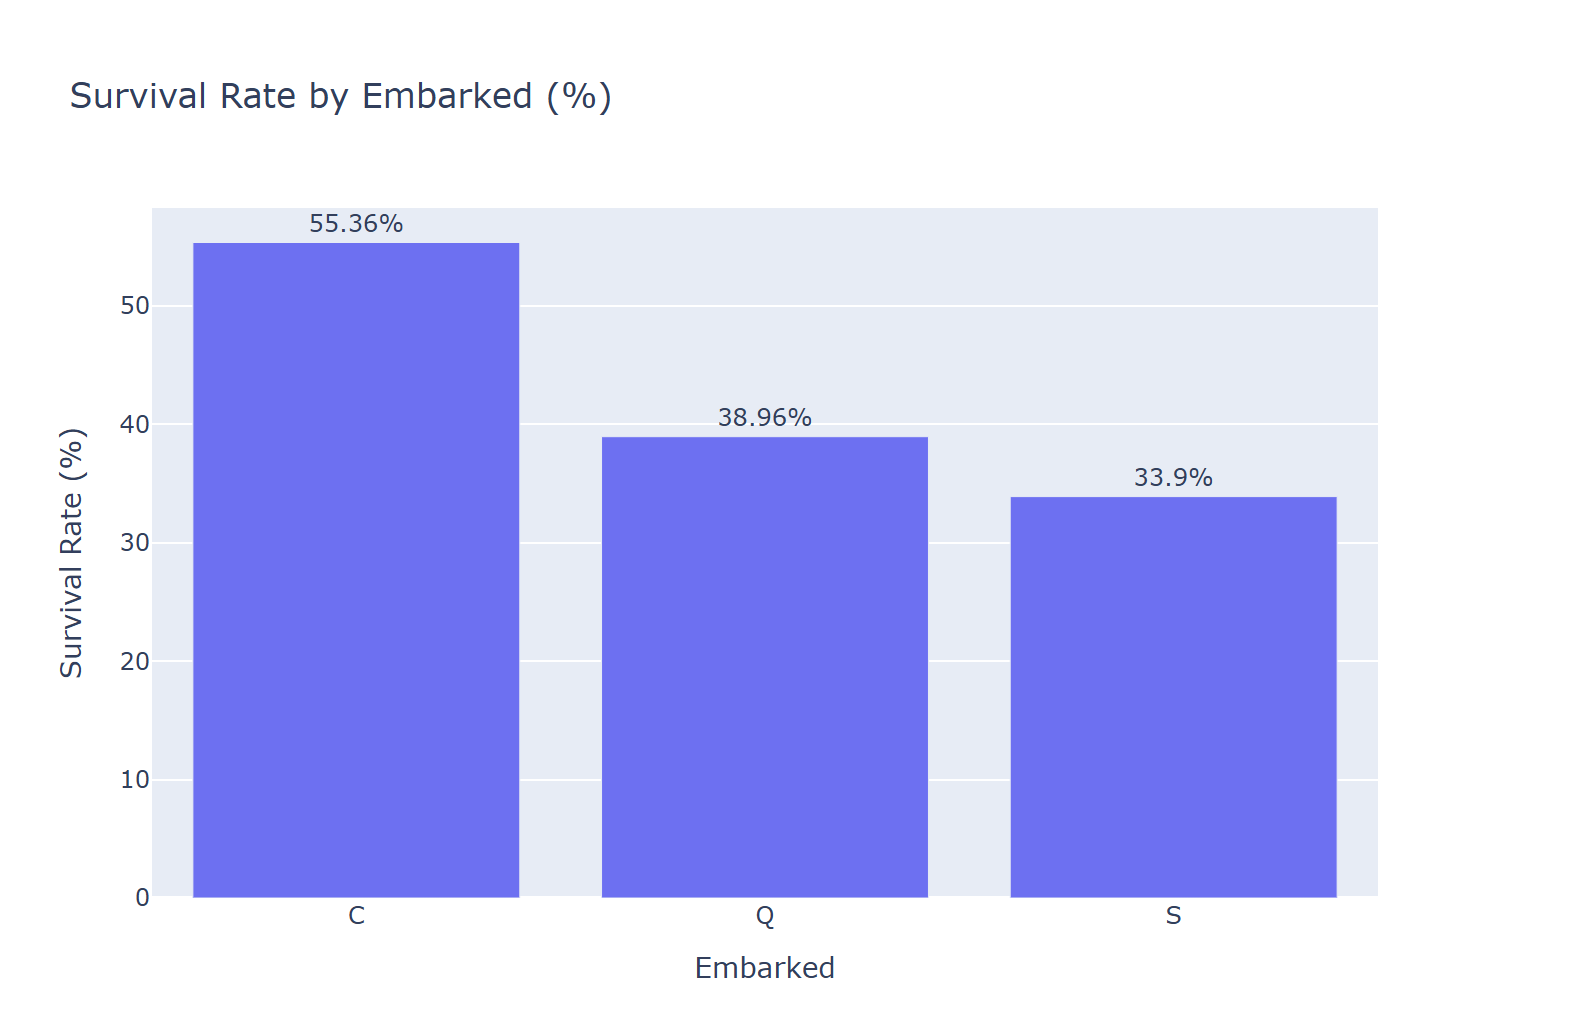 Survival Rate by Embarked (%)
55.36%
38.96%
33.9%
50
40
30
20
10
0
Survival Rate (%)
C
Q
S
Embarked